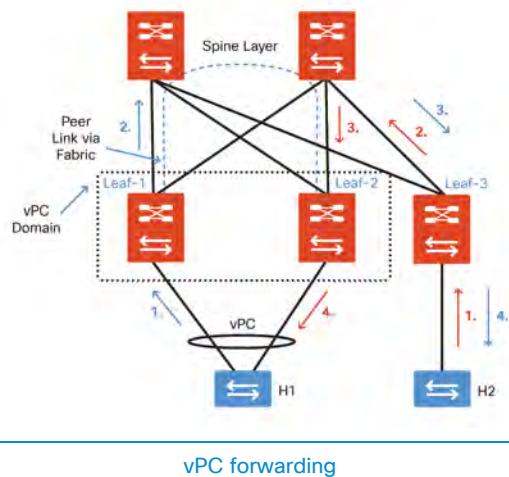 Spine Layer
Peer
Link via
Fabric
2.
3.
3.
2.
Leaf-1
Leaf-2
Leaf-3
vPC
Domain
1.
vPC
4.
1.
4.
H1
H2
vPC forwarding